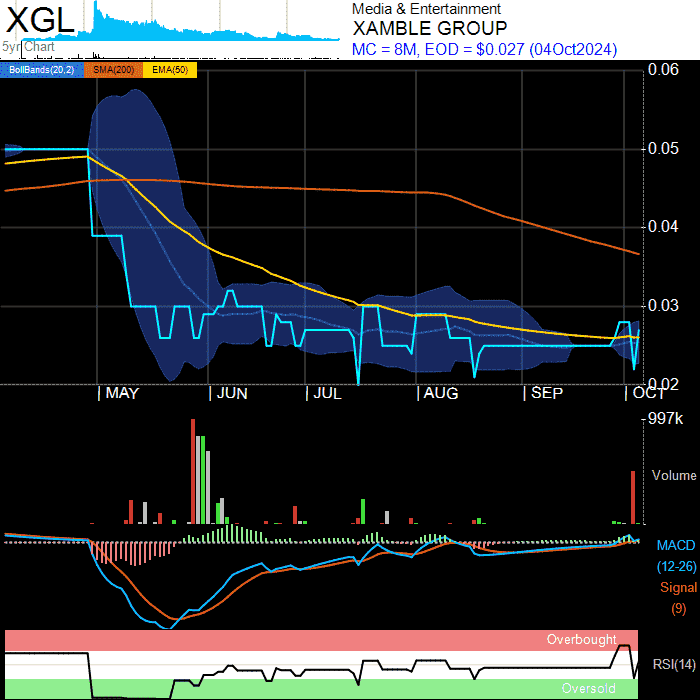 XGL
Media & Entertainment
XAMBLE GROUP
5yr Chart
MC = 8M, EOD = $0.027 (04Oct2024)
BollBands(20,2) SMA(200) EMA(50)
0.06
0.05
0.04
0.03
0.02
MAY JUN JUL AUG SEP OCT
997k
Volume
MACD
(12-26)
Signal
(9)
Overbought
RSI(14)
Oversold